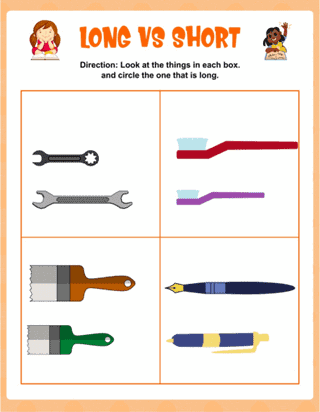 LONG VS SHORT
Direction: Look at the things in each box.
and circle the one that is long.